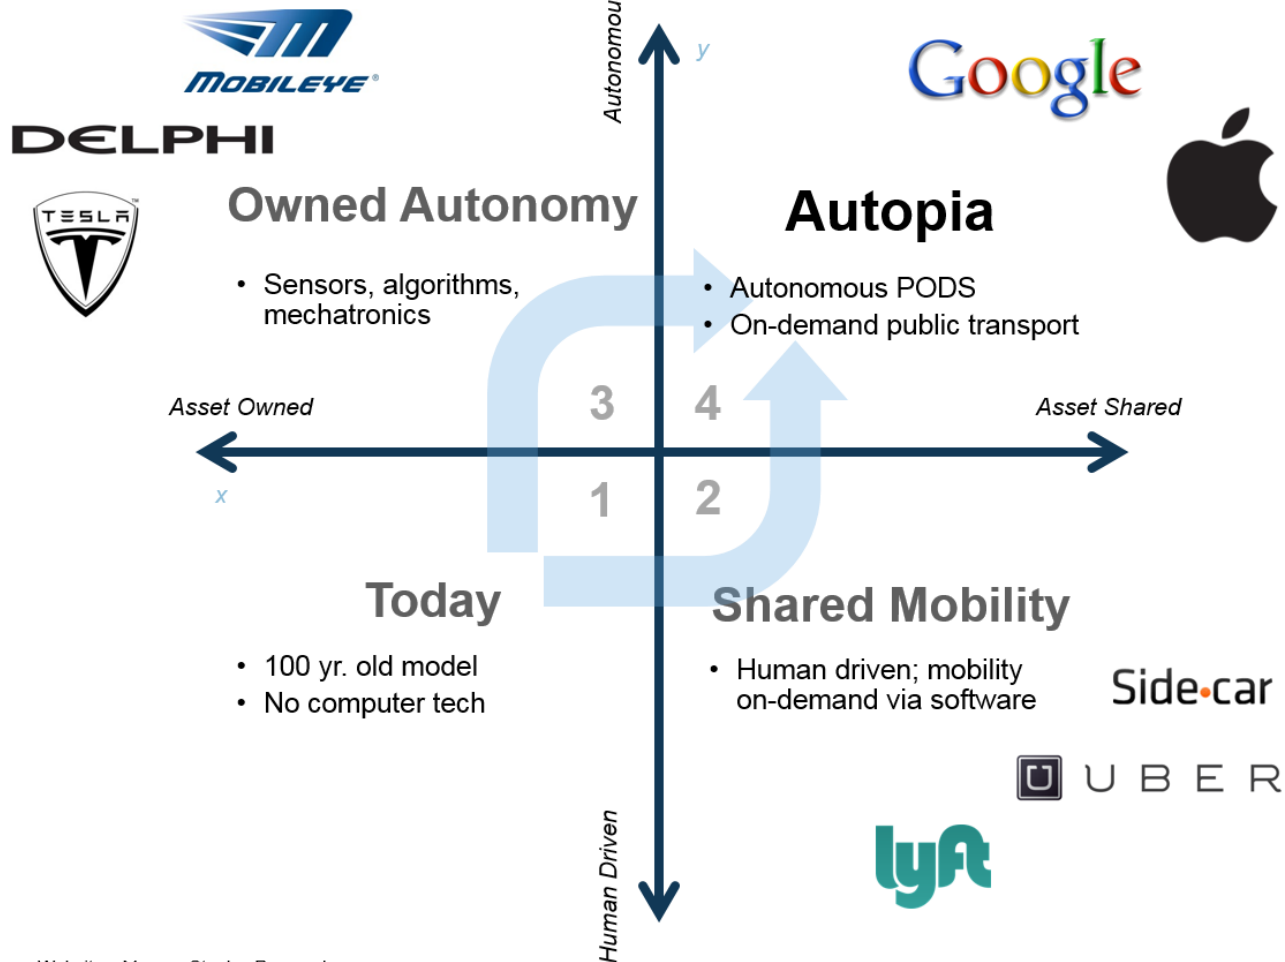 MOBILEYE®
DELPHI
TESLA™
Autonomou
y
Google
Owned Autonomy
• Sensors, algorithms,
mechatronics
Autopia
• Autonomous PODS
• On-demand public transport
3
4
Asset Owned
Asset Shared
x
1
2
Today
• 100 yr. old model
• No computer tech
Shared Mobility
• Human driven; mobility
on-demand via software
Side•car
U UBER
lyft
Human Driven